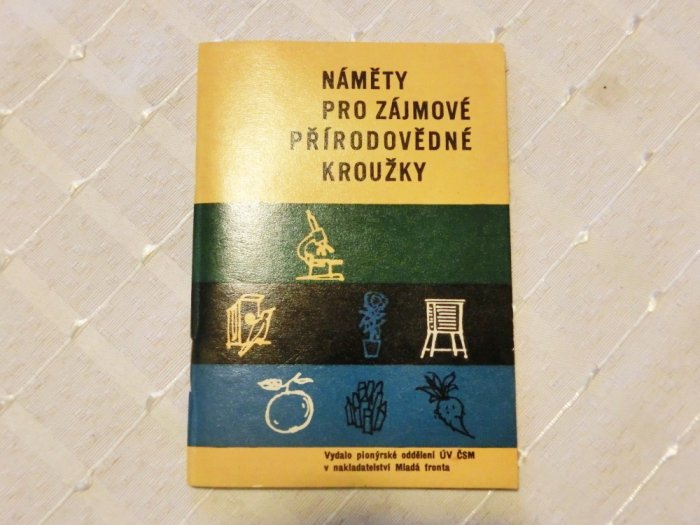 NÁMĚTY
PRO ZÁJMOVÉ
PŘÍRODOVĚDNÉ
KROUŽKY
Vydalo pionýrské oddělení ÚV ČSM
v nakladatelství Mladá fronta